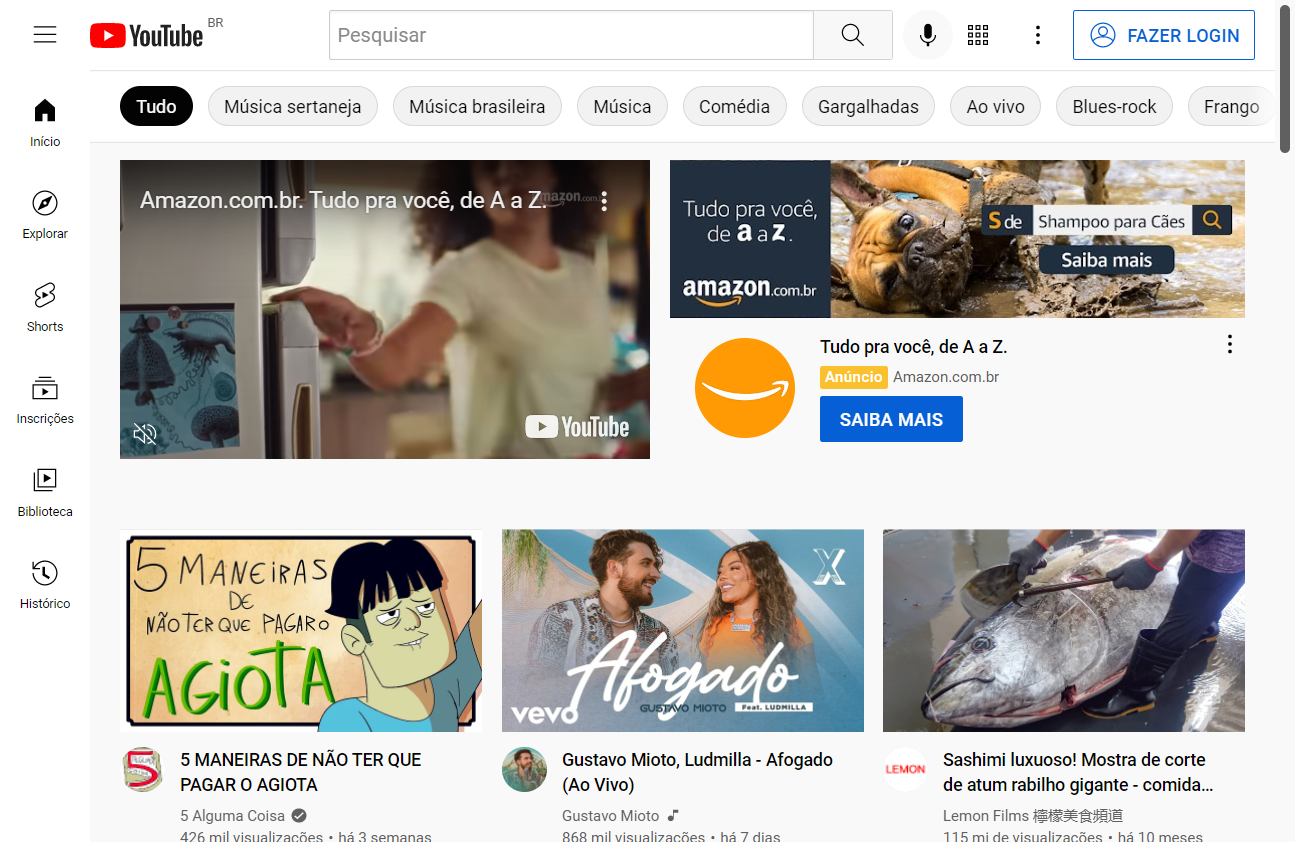 YouTube BR
Pesquisar
FAZER LOGIN
Tudo
Música sertaneja
Música brasileira
Música
Comédia
Gargalhadas
Ao vivo
Blues-rock
Frango
Início
Explorar
Shorts
Inscrições
Biblioteca
Histórico
Amazon.com.br. Tudo pra você, de A a Z.
YouTube
Tudo pra você,
de a a z.
amazon.com.br
S de Shampoo para Cães
Saiba mais
Tudo pra você, de A a Z.
Anúncio Amazon.com.br
SAIBA MAIS
5 MANEIRAS
DE
NÃO TER QUE PAGAR O
AGIOTA
5 MANEIRAS DE NÃO TER QUE
PAGAR O AGIOTA
5 Alguma Coisa
426 mil visualizações • há 3 semanas
X
Afogado
GUSTAVO MIOTO Feat. LUDMILLA
vevo
Gustavo Mioto, Ludmilla - Afogado
(Ao Vivo)
Gustavo Mioto
868 mil visualizações • há 7 dias
LEMON
Sashimi luxuoso! Mostra de corte
de atum rabilho gigante - comida...
Lemon Films 檸檬美食頻道
115 mi de visualizações • há 10 meses